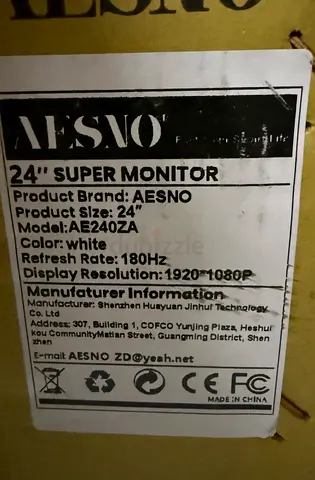 AESNO
AESNO
24" SUPER MONITOR
Product Brand: AESNO
Product Size: 24"
Model:AE240ZA
Color: white
Refresh Rate: 180Hz
Display Resolution:1920*1080P
dubizzle
Manufaturer Information
Manufacturer: Shenzhen Huayuan Jinhui Technology
Co. Ltd
Address: 307, Building 1, COFCO Yunjing Plaza, Heshui
kou CommunityMatian Street, Guangming District, Shen
zhen
E-mail: AESNO ZD@yeah.net
CE FC
MADE IN CHINA